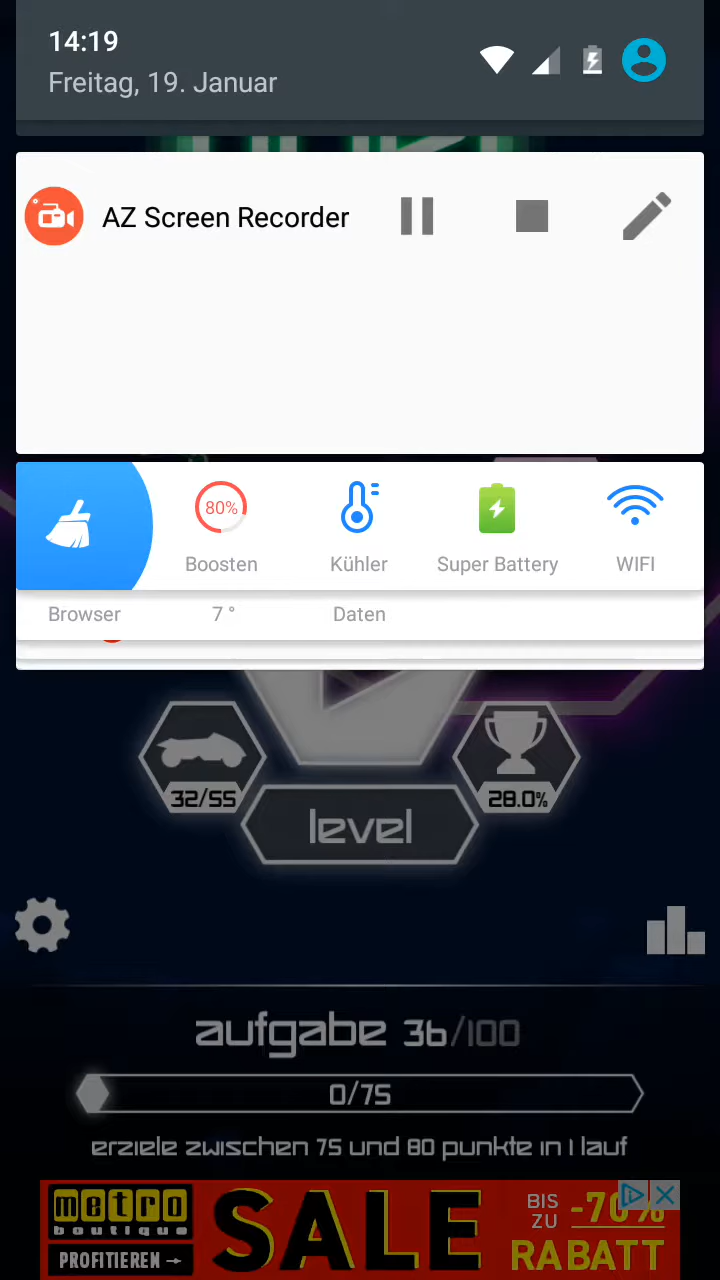 14:19
Freitag, 19. Januar
AZ Screen Recorder
80%
Boosten
Kühler
Super Battery
WIFI
Browser
7 °
Daten
32/55
28.0%
level
aufgabe 36/100
0/75
erziele zwischen 75 und 80 punkte in 1 lauf
metro
boutique
PROFITIEREN →
SALE
BIS
ZU
-70%
RABATT